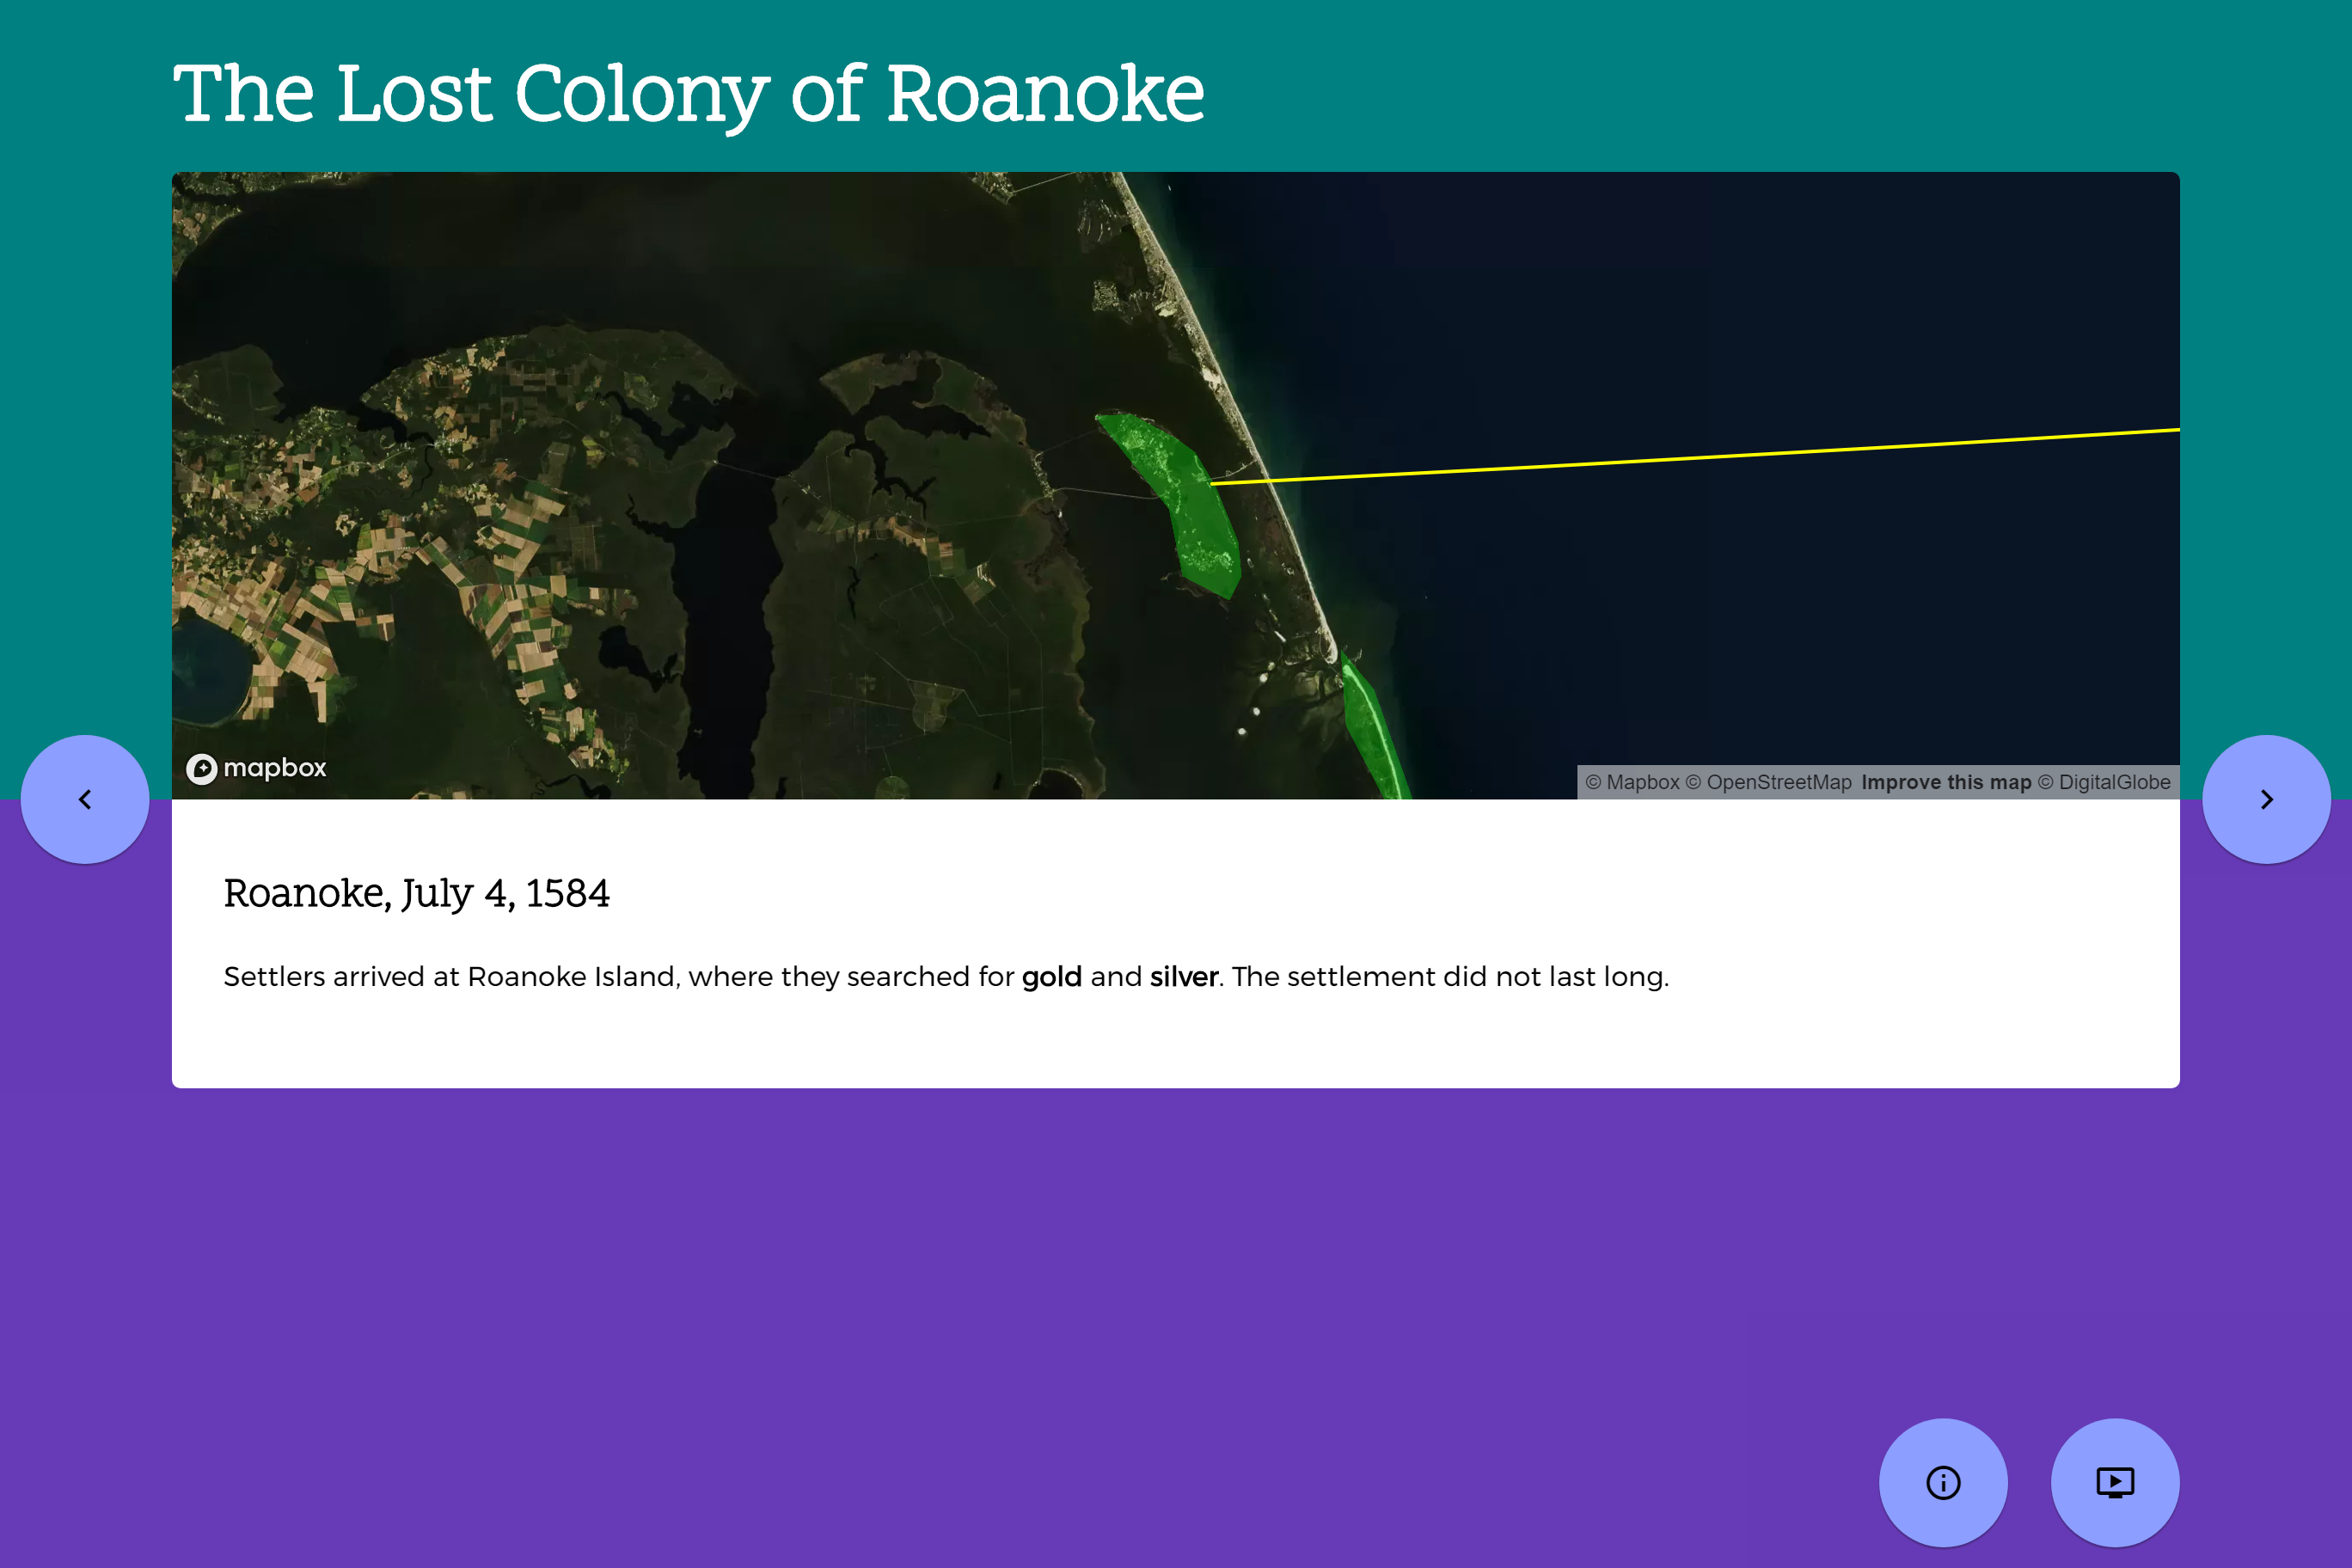 The Lost Colony of Roanoke
mapbox
© Mapbox © OpenStreetMap Improve this map © DigitalGlobe
Roanoke, July 4, 1584
Settlers arrived at Roanoke Island, where they searched for gold and silver. The settlement did not last long.